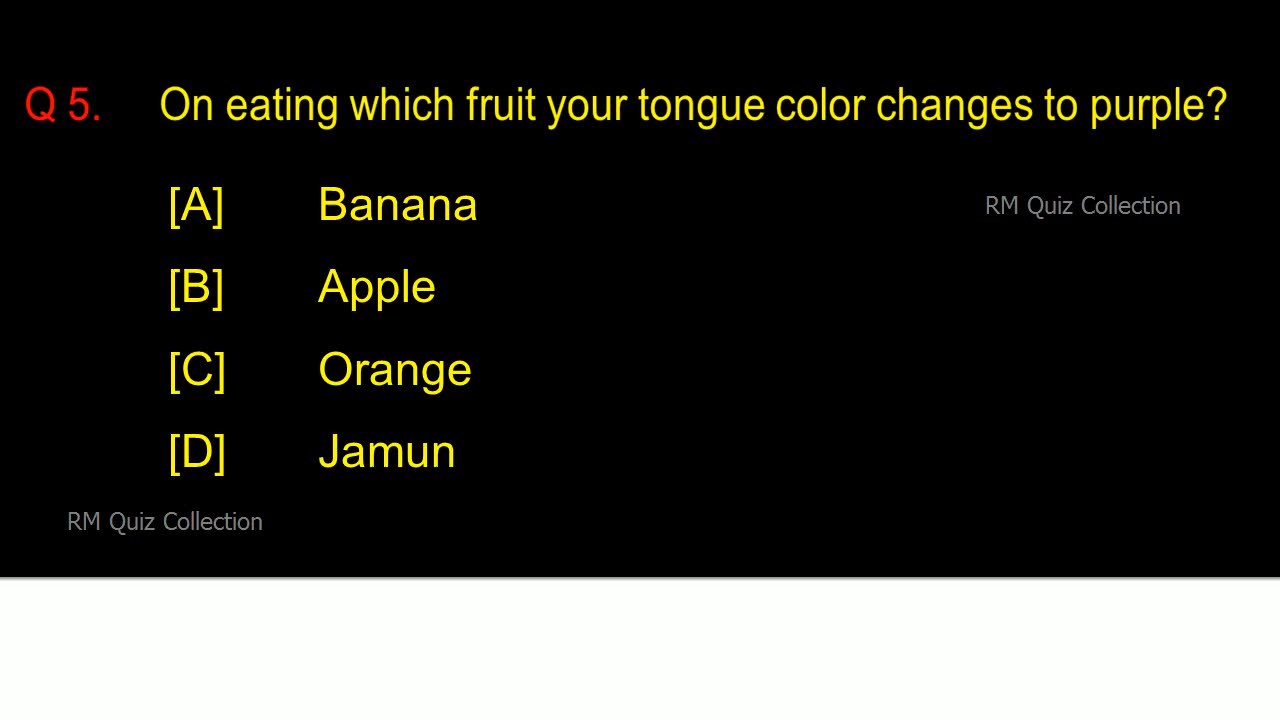 Q 5. On eating which fruit your tongue color changes to purple?
[A] Banana
RM Quiz Collection
[B] Apple
[C] Orange
[D] Jamun
RM Quiz Collection